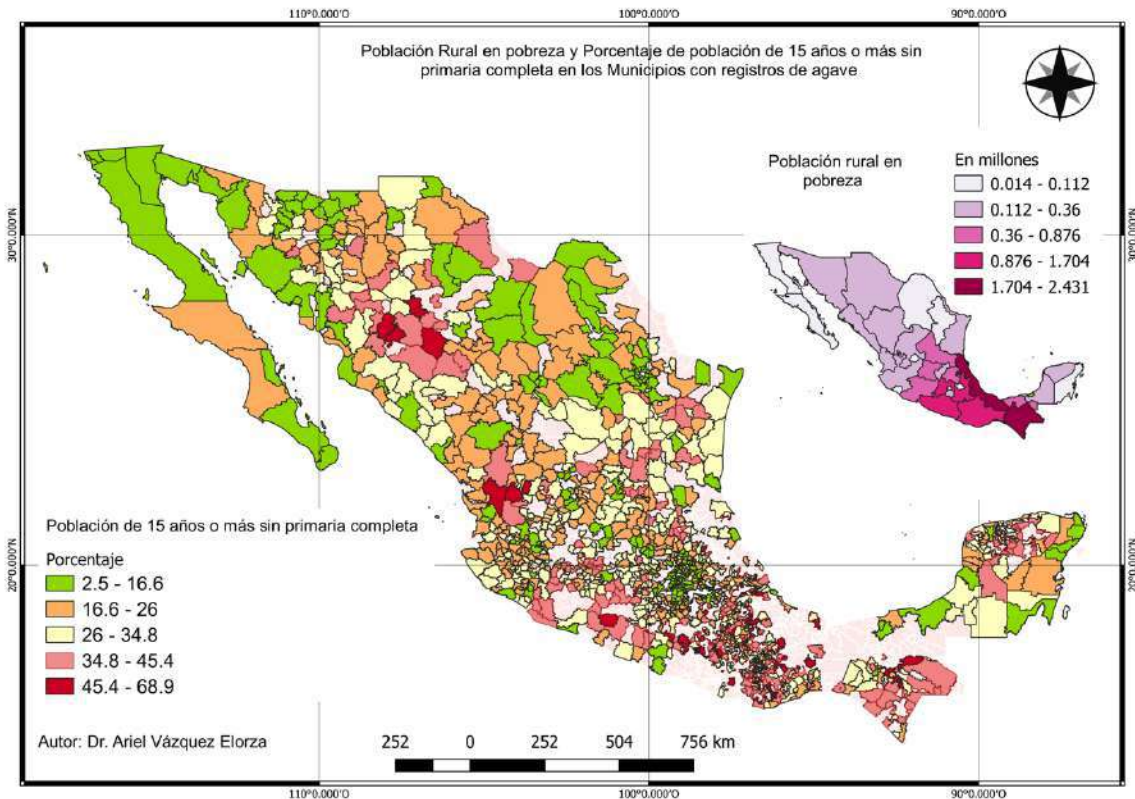 110°0.000'O
100°0.000'O
90°0.000'O
Población Rural en pobreza y Porcentaje de población de 15 años o más sin
primaria completa en los Municipios con registros de agave
Población rural en
pobreza
En millones
0.014 - 0.112
0.112 - 0.36
0.36 - 0.876
0.876 - 1.704
1.704 - 2.431
30°0.000'N
30°0.000'N
20°0.000'N
20°0.000'N
Población de 15 años o más sin primaria completa
Porcentaje
2.5 - 16.6
16.6 - 26
26 - 34.8
34.8 - 45.4
45.4 - 68.9
Autor: Dr. Ariel Vázquez Elorza
252
0
252
504
756 km
110°0.000'O
100°0.000'O
90°0.000'O